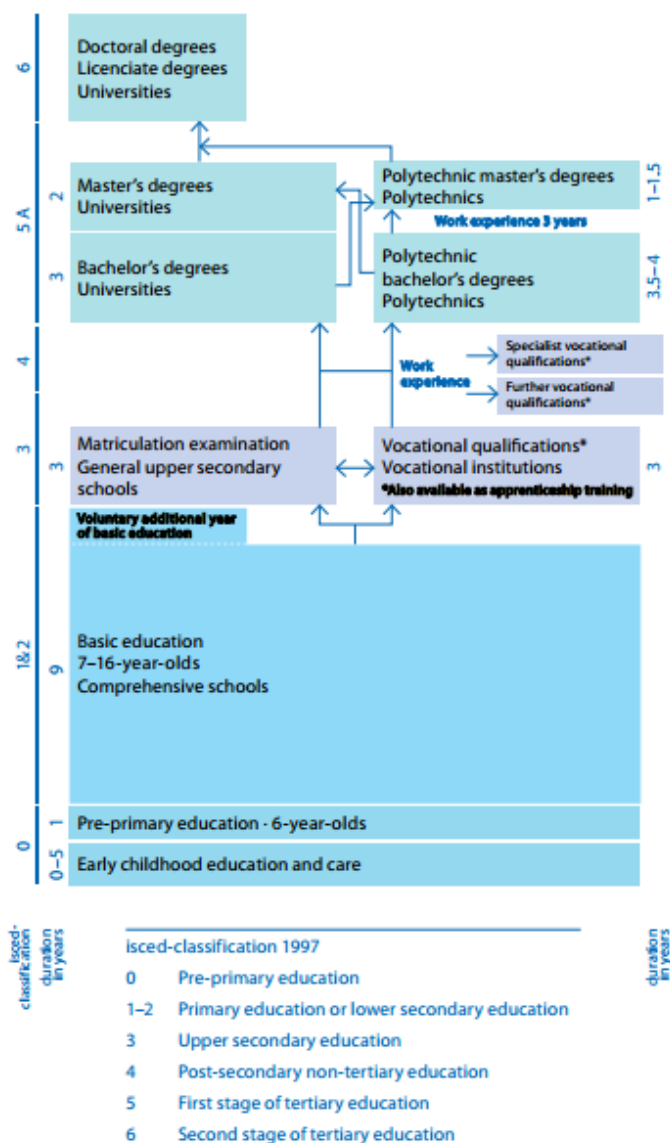 6
Doctoral degrees
Licenciate degrees
Universities
5 A
2
Master's degrees
Universities
Polytechnic master's degrees
Polytechnics
1–1.5
Work experience 3 years
3
Bachelor's degrees
Universities
Polytechnic
bachelor's degrees
Polytechnics
3.5–4
4
Work
experience
Specialist vocational
qualifications*
Further vocational
qualifications*
3
3
Matriculation examination
General upper secondary
schools
Vocational qualifications*
Vocational institutions
*Also available as apprenticeship training
3
Voluntary additional year
of basic education
1&2
9
Basic education
7–16-year-olds
Comprehensive schools
0
1
Pre-primary education - 6-year-olds
0–5
Early childhood education and care
isced-
classification
duration
in years
duration
in years
isced-classification 1997
0 Pre-primary education
1–2 Primary education or lower secondary education
3 Upper secondary education
4 Post-secondary non-tertiary education
5 First stage of tertiary education
6 Second stage of tertiary education